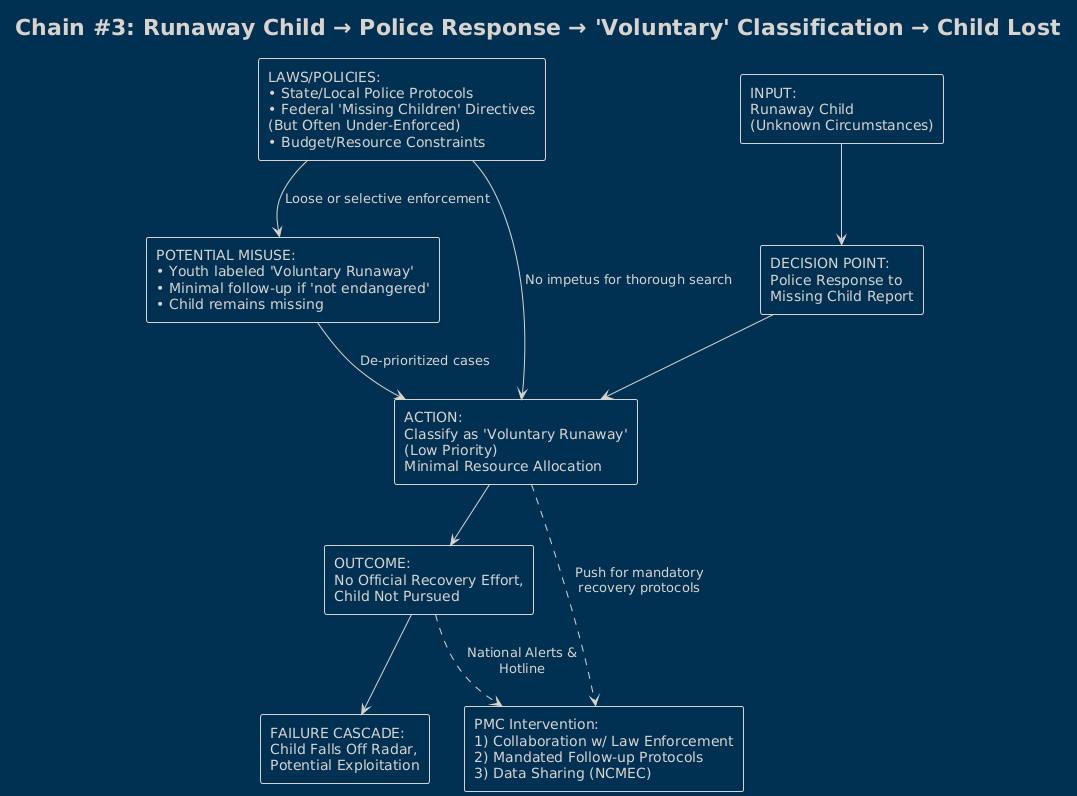 Chain #3: Runaway Child → Police Response → 'Voluntary' Classification → Child Lost
LAWS/POLICIES:
• State/Local Police Protocols
• Federal 'Missing Children' Directives
(But Often Under-Enforced)
• Budget/Resource Constraints
INPUT:
Runaway Child
(Unknown Circumstances)
Loose or selective enforcement
POTENTIAL MISUSE:
• Youth labeled 'Voluntary Runaway'
• Minimal follow-up if 'not endangered'
• Child remains missing
No impetus for thorough search
DECISION POINT:
Police Response to
Missing Child Report
De-prioritized cases
ACTION:
Classify as 'Voluntary Runaway'
(Low Priority)
Minimal Resource Allocation
OUTCOME:
No Official Recovery Effort,
Child Not Pursued
Push for mandatory
recovery protocols
National Alerts &
Hotline
FAILURE CASCADE:
Child Falls Off Radar,
Potential Exploitation
PMC Intervention:
1) Collaboration w/ Law Enforcement
2) Mandated Follow-up Protocols
3) Data Sharing (NCMEC)